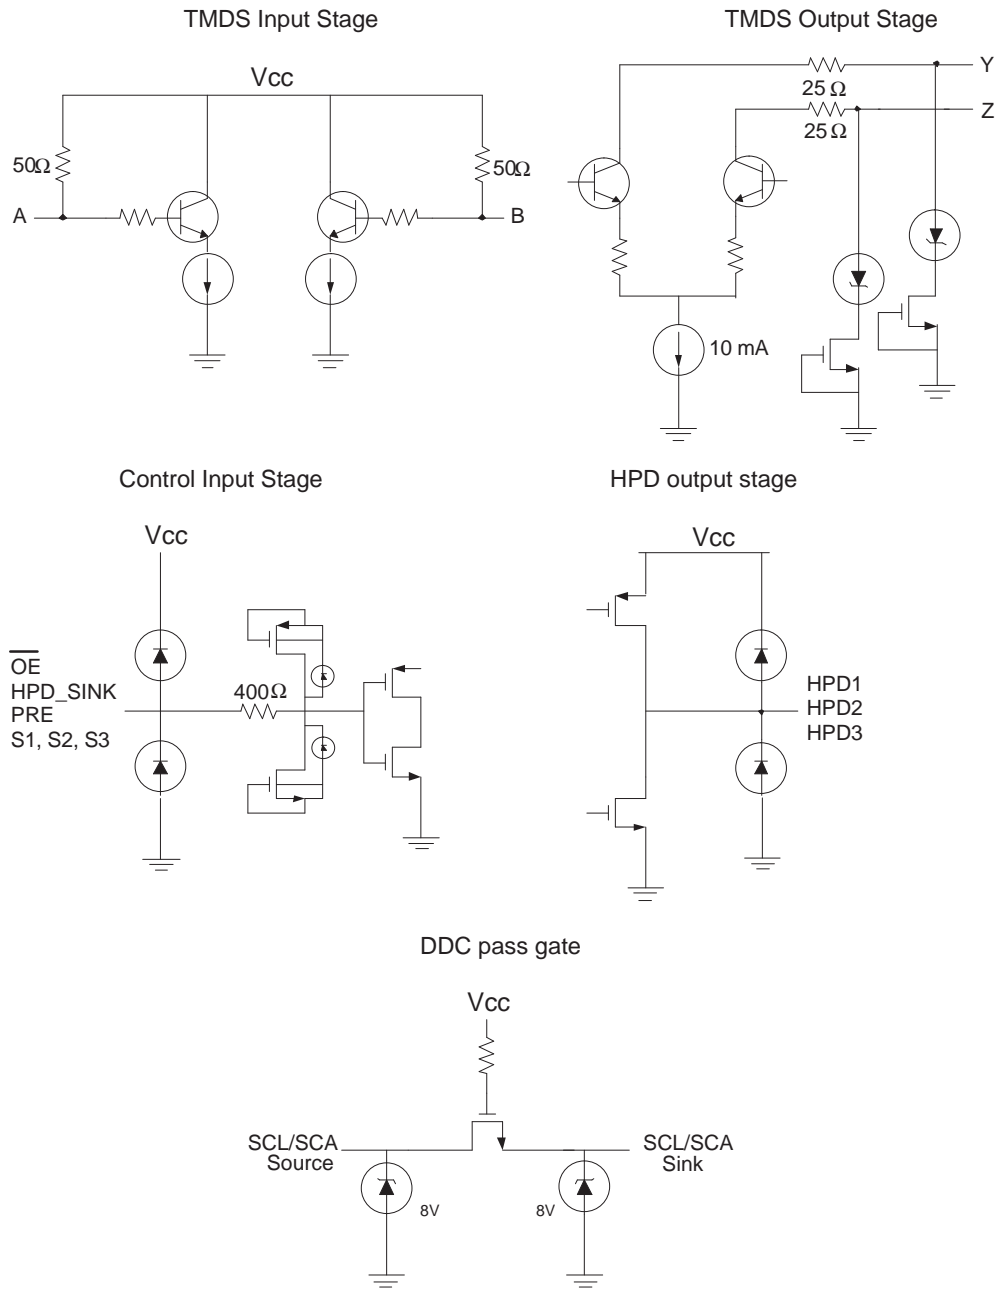 TMDS Input Stage
TMDS Output Stage
Vcc
50Ω
50Ω
A
B
25 Ω
25 Ω
Y
Z
10 mA
Control Input Stage
HPD output stage
Vcc
OE
HPD_SINK
PRE
S1, S2, S3
400Ω
Vcc
HPD1
HPD2
HPD3
DDC pass gate
Vcc
SCL/SCA
Source
SCL/SCA
Sink
8V
8V